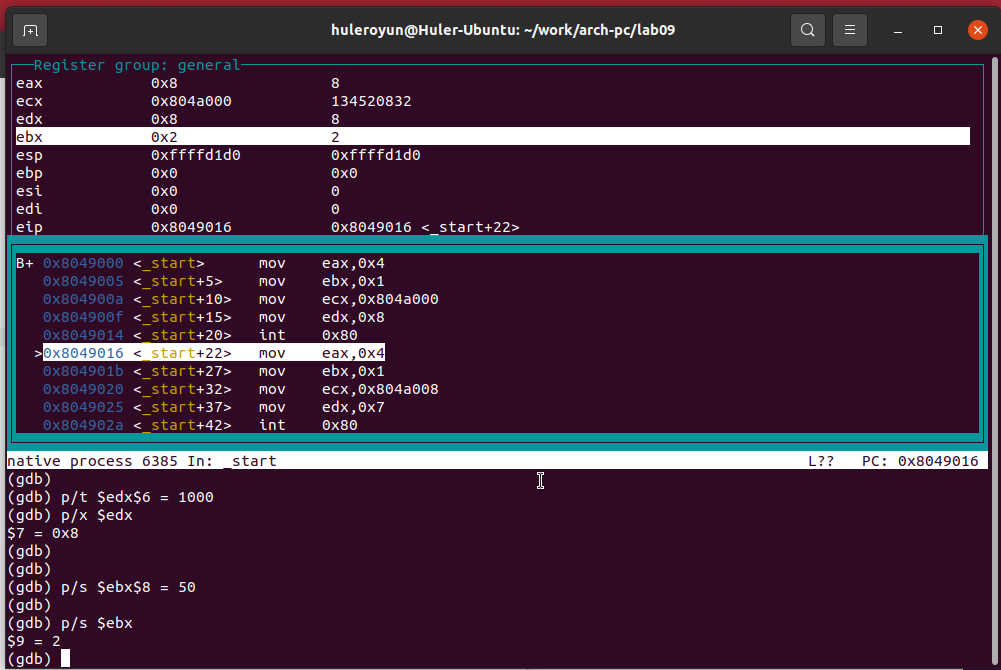 huleroyun@Huler-Ubuntu: ~/work/arch-pc/lab09
Register group: general
eax 0x8 8
ecx 0x804a000 134520832
edx 0x8 8
ebx 0x2 2
esp 0xffffd1d0 0xffffd1d0
ebp 0x0 0x0
esi 0x0 0
edi 0x0 0
eip 0x8049016 0x8049016 <_start+22>
B+ 0x8049000 <_start> mov eax,0x4
0x8049005 <_start+5> mov ebx,0x1
0x804900a <_start+10> mov ecx,0x804a000
0x804900f <_start+15> mov edx,0x8
0x8049014 <_start+20> int 0x80
>0x8049016 <_start+22> mov eax,0x4
0x804901b <_start+27> mov ebx,0x1
0x8049020 <_start+32> mov ecx,0x804a008
0x8049025 <_start+37> mov edx,0x7
0x804902a <_start+42> int 0x80
native process 6385 In: _start L?? PC: 0x8049016
(gdb)
(gdb) p/t $edx$6 = 1000
(gdb) p/x $edx
$7 = 0x8
(gdb)
(gdb)
(gdb) p/s $ebx$8 = 50
(gdb)
(gdb) p/s $ebx
$9 = 2
(gdb)